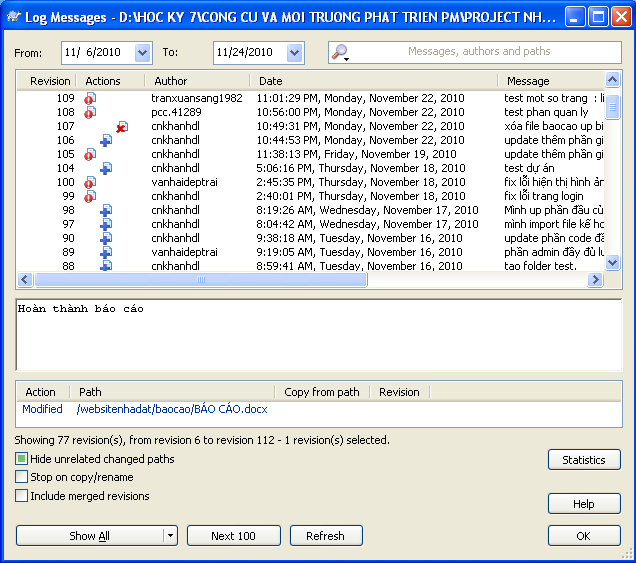 Log Messages - D:\HOC KY 7\CONG CU VA MOI TRUONG PHAT TRIEN PM\PROJECT NH...
From: 11/ 6/2010 To: 11/24/2010 Messages, authors and paths
Revision Actions Author Date Message
109 tranxuansang1982 11:01:29 PM, Monday, November 22, 2010 test mot so trang : li
108 pcc.41289 10:56:00 PM, Monday, November 22, 2010 test phan quan ly
107 cnkhanhdl 10:49:31 PM, Monday, November 22, 2010 xóa file baocao up bi
106 cnkhanhdl 10:44:53 PM, Monday, November 22, 2010 update thêm phần gi
105 cnkhanhdl 11:38:13 PM, Friday, November 19, 2010 update thêm phần gi
104 cnkhanhdl 5:06:16 PM, Thursday, November 18, 2010 test dự án
100 vanhaideptrai 2:45:35 PM, Thursday, November 18, 2010 fix lỗi hiện thị hình ản
99 cnkhanhdl 2:40:01 PM, Thursday, November 18, 2010 fix lỗi trang login
98 cnkhanhdl 8:19:26 AM, Wednesday, November 17, 2010 Mình up phần đầu củ
97 cnkhanhdl 8:04:42 AM, Wednesday, November 17, 2010 mình import file kế ho
90 cnkhanhdl 9:38:18 AM, Tuesday, November 16, 2010 update phần code đã
89 vanhaideptrai 9:19:05 AM, Tuesday, November 16, 2010 phần admin đầy đủ lu
88 cnkhanhdl 8:59:41 AM, Tuesday, November 16, 2010 tao folder test.
Hoàn thành báo cáo
Action Path Copy from path Revision
Modified /websitenhadat/baocao/BÁO CÁO.docx
Showing 77 revision(s), from revision 6 to revision 112 - 1 revision(s) selected.
Hide unrelated changed paths
Statistics
Stop on copy/rename
Include merged revisions
Help
Show All Next 100 Refresh OK